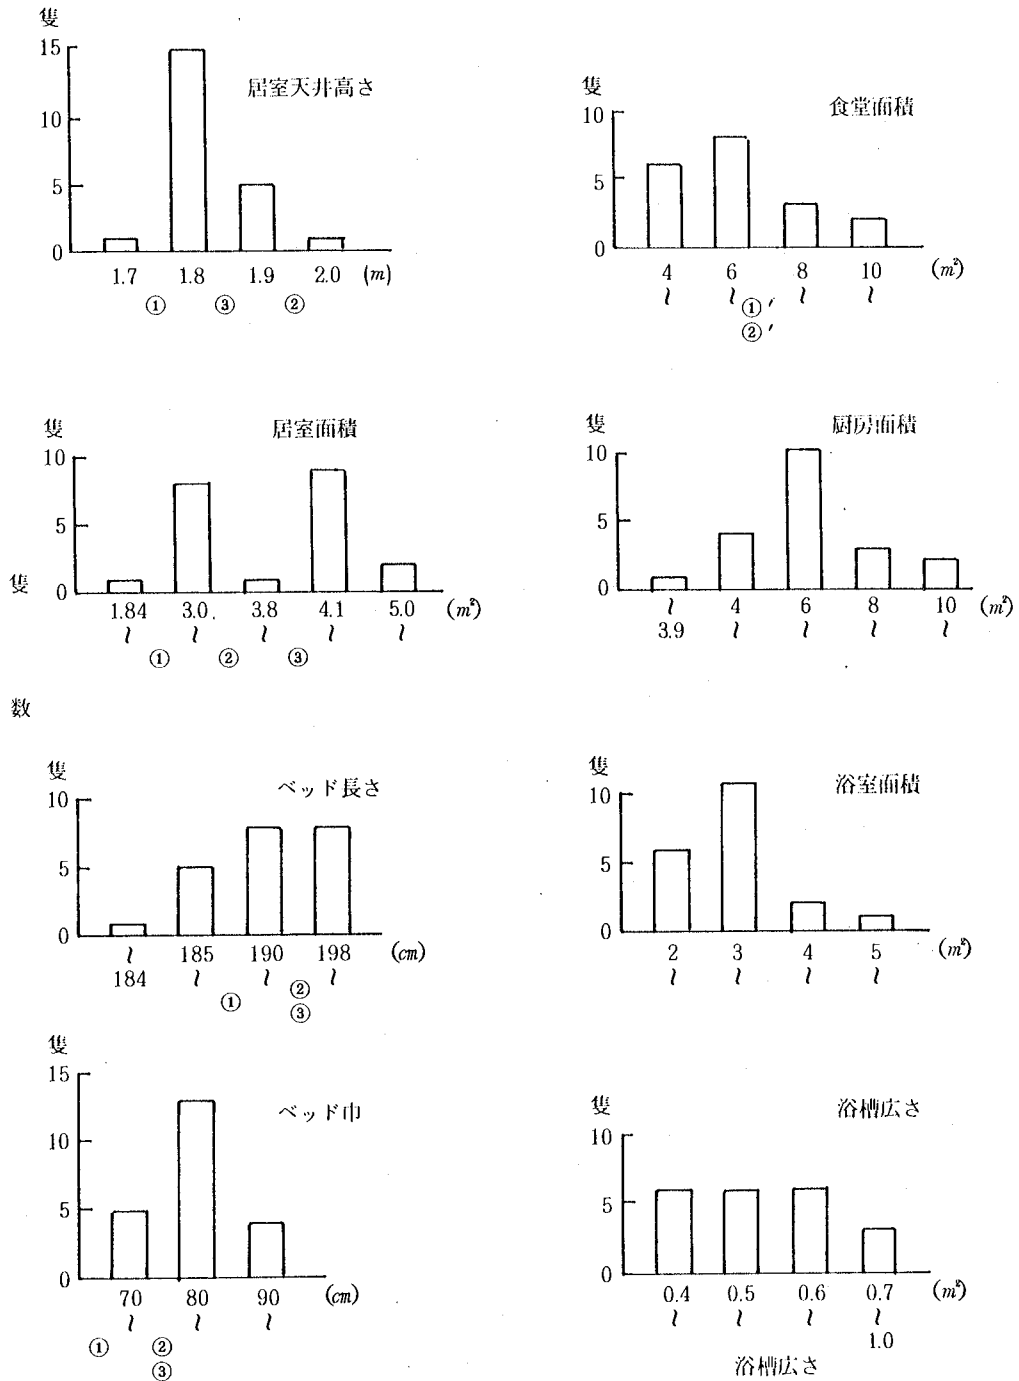 隻
15
10
5
0
居室天井高さ
1.7 1.8 1.9 2.0 (m)
① ③ ②
隻
10
5
0
食堂面積
4 6 8 10 (m²)
~ ~ ~ ~
①′
②′
隻
10
5
0
居室面積
1.84 3.0 3.8 4.1 5.0 (m²)
~ ~ ~ ~ ~
① ② ③
隻
10
5
0
厨房面積
~ 4 6 8 10 (m²)
3.9 ~ ~ ~ ~
隻
数
隻
10
5
0
ベッド長さ
~ 185 190 198 (cm)
184 ~ ~ ~
① ②
③
隻
10
5
0
浴室面積
2 3 4 5 (m²)
~ ~ ~ ~
隻
15
10
5
0
ベッド巾
70 80 90 (cm)
~ ~ ~
① ②
③
隻
10
5
0
浴槽広さ
0.4 0.5 0.6 0.7 (m²)
~ ~ ~ ~
1.0
浴槽広さ